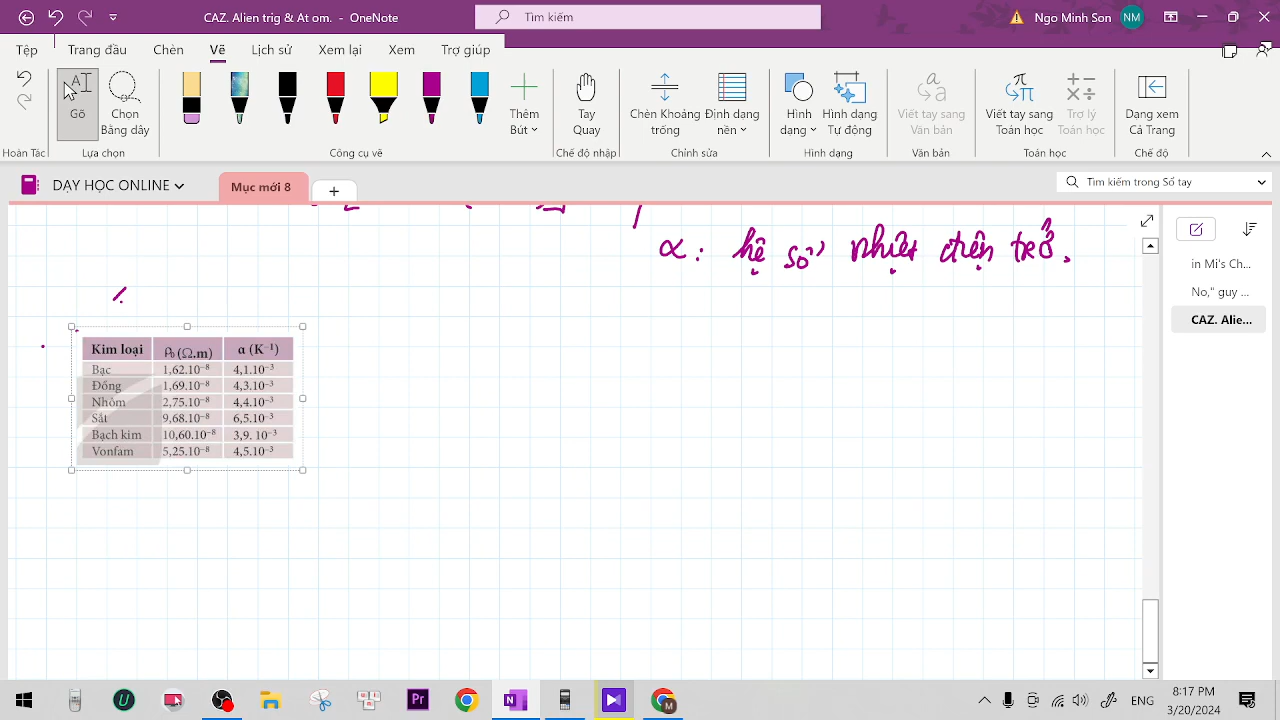 CAZ. Alien At. - OneNote
Tìm kiếm
Ngo Minh Son
NM
Tệp Trang đầu Chèn Vẽ Lịch sử Xem lại Xem Trợ giúp
Gõ
Chọn Bảng dây
Thêm Bút
Tay Quay
Chèn Khoảng trống
Định dạng nền
Hình dạng
Hình dạng Tự động
Viết tay sang Văn bản
Viết tay sang Toán học
Trợ lý Toán học
Dạng xem Cả Trang
Hoàn Tác Lựa chọn Công cụ vẽ Chế độ nhập Chỉnh sửa Hình dạng Văn bản Toán học Chế độ
DẠY HỌC ONLINE
Mục mới 8
+
Tìm kiếm trong Sổ tay
α: hệ số nhiệt điện trở.
in Mi's Ch...
No," guy ...
CAZ. Alie...
Kim loại ρ₀ (Ω.m) α (K⁻¹)
Bạc 1,62.10⁻⁸ 4,1.10⁻³
Đồng 1,69.10⁻⁸ 4,3.10⁻³
Nhôm 2,75.10⁻⁸ 4,4.10⁻³
Sắt 9,68.10⁻⁸ 6,5.10⁻³
Bạch kim 10,60.10⁻⁸ 3,9. 10⁻³
Vonfam 5,25.10⁻⁸ 4,5.10⁻³
Pr
N
M
ENG
8:17 PM
3/20/2024